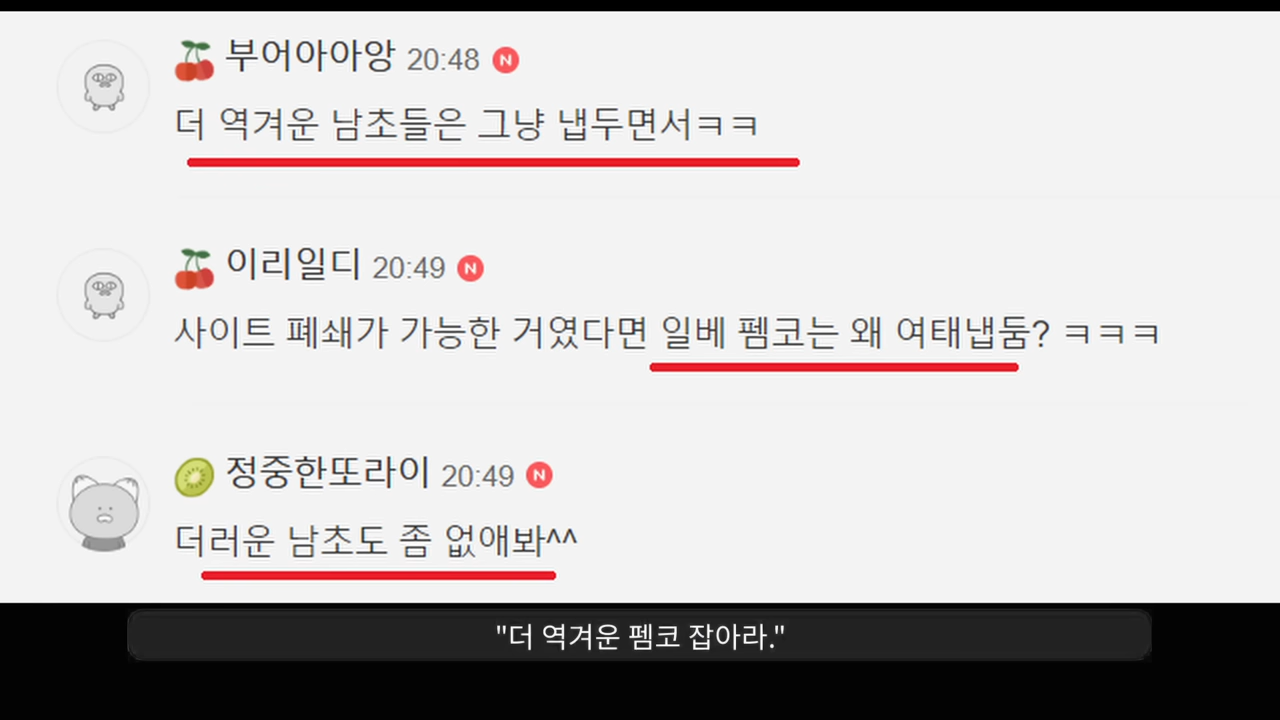 부어아아앙 20:48 N
더 역겨운 남초들은 그냥 냅두면서ㅋㅋ
이리일디 20:49 N
사이트 폐쇄가 가능한 거였다면 일베 펨코는 왜 여태냅둠? ㅋㅋㅋ
정중한또라이 20:49 N
더러운 남초도 좀 없애봐^^
"더 역겨운 펨코 잡아라."